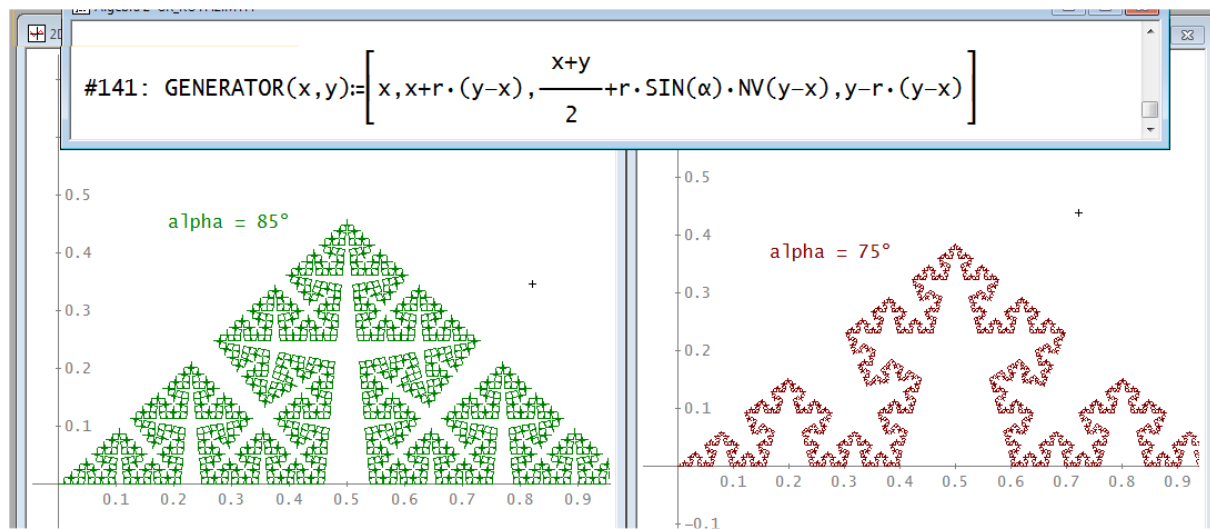 2D
#141: GENERATOR(x,y):=[x,x+r·(y-x),(x+y)/2+r·SIN(α)·NV(y-x),y-r·(y-x)]
0.5
alpha = 85°
0.4
0.3
0.2
0.1
0.1 0.2 0.3 0.4 0.5 0.6 0.7 0.8 0.9
0.5
0.4
alpha = 75°
0.3
0.2
0.1
0.1 0.2 0.3 0.4 0.5 0.6 0.7 0.8 0.9
-0.1